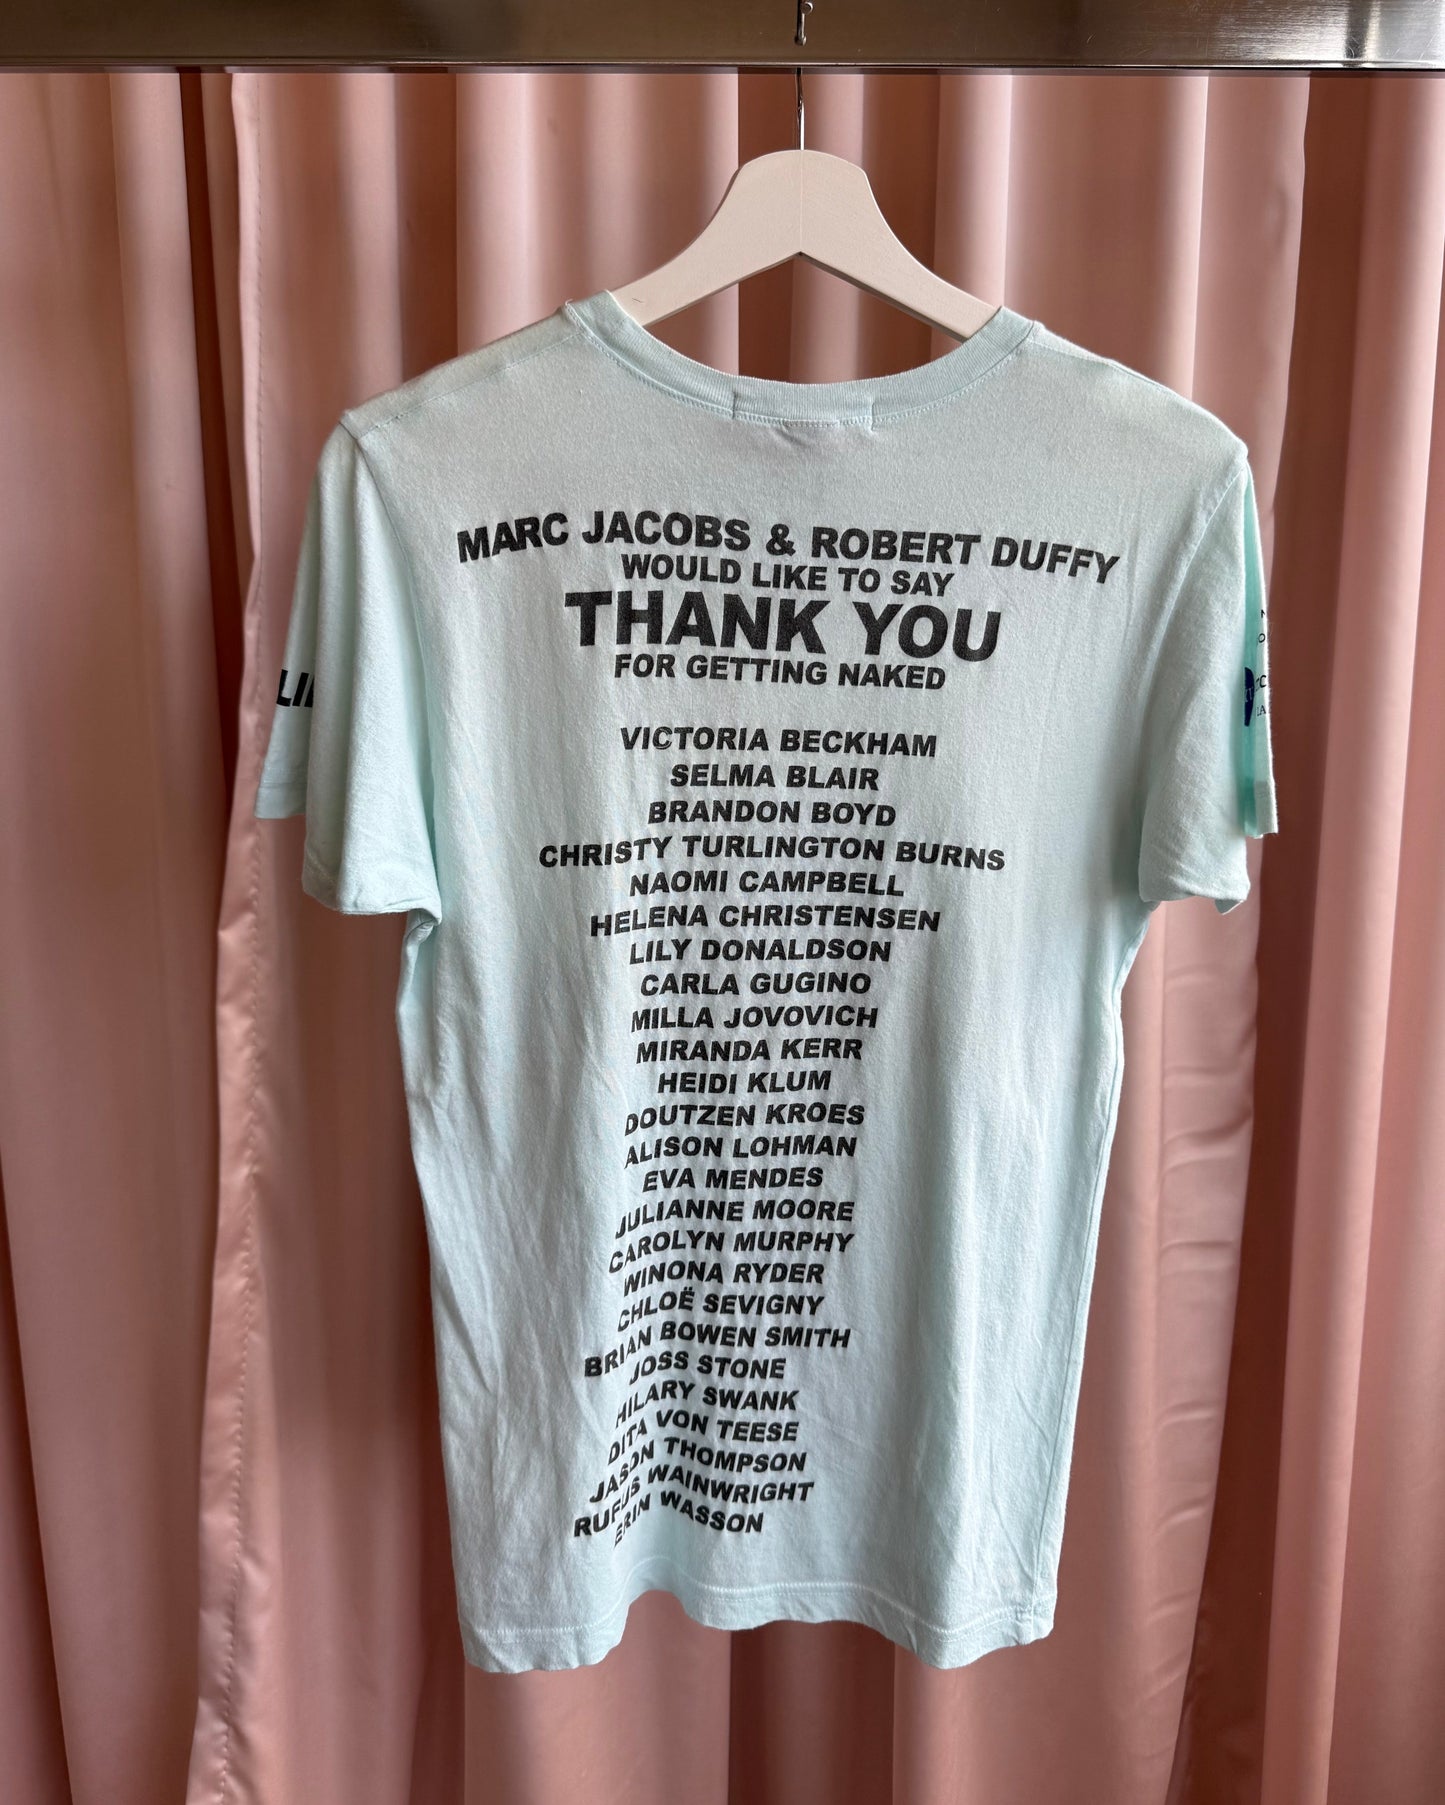 MARC JACOBS & ROBERT DUFFY
WOULD LIKE TO SAY
THANK YOU
FOR GETTING NAKED
VICTORIA BECKHAM
SELMA BLAIR
BRANDON BOYD
CHRISTY TURLINGTON BURNS
NAOMI CAMPBELL
HELENA CHRISTENSEN
LILY DONALDSON
CARLA GUGINO
MILLA JOVOVICH
MIRANDA KERR
HEIDI KLUM
DOUTZEN KROES
ALISON LOHMAN
EVA MENDES
JULIANNE MOORE
CAROLYN MURPHY
WINONA RYDER
CHLOË SEVIGNY
BRIAN BOWEN SMITH
JOSS STONE
HILARY SWANK
DITA VON TEESE
JASON THOMPSON
RUFUS WAINWRIGHT
ERIN WASSON